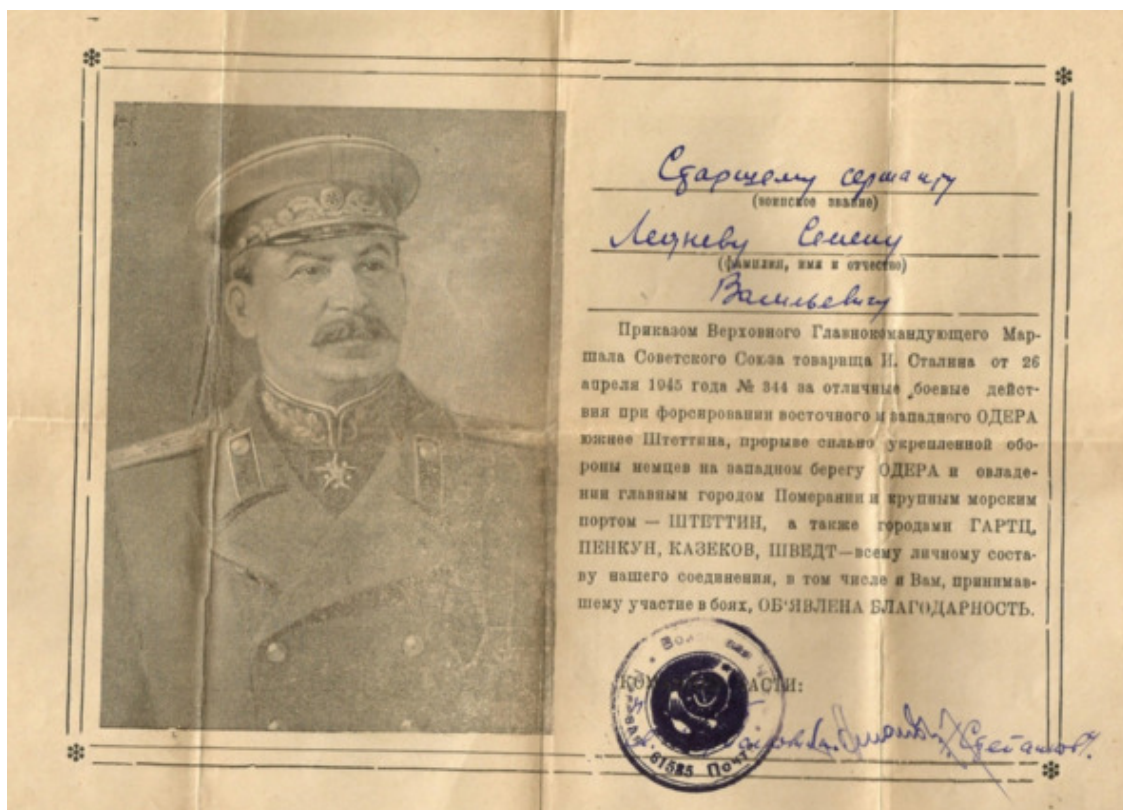 Старшему сержанту
(воинское звание)
Ледневу Семену
(фамилия, имя и отчество)
Васильевичу
Приказом Верховного Главнокомандующего Мар-
шала Советского Союза товарища И. Сталина от 26
апреля 1945 года № 344 за отличные боевые дейст-
вия при форсировании восточного и западного ОДЕРА
южнее Штеттина, прорыве сильно укрепленной обо-
роны немцев на западном берегу ОДЕРА и овладе-
нии главным городом Померании и крупным морским
портом — ШТЕТТИН, а также городами ГАРТЦ,
ПЕНКУН, КАЗЕКОВ, ШВЕДТ—всему личному соста-
ву нашего соединения, в том числе и Вам, принимав-
шему участие в боях, ОБ'ЯВЛЕНА БЛАГОДАРНОСТЬ.
ЧАСТИ:
61585